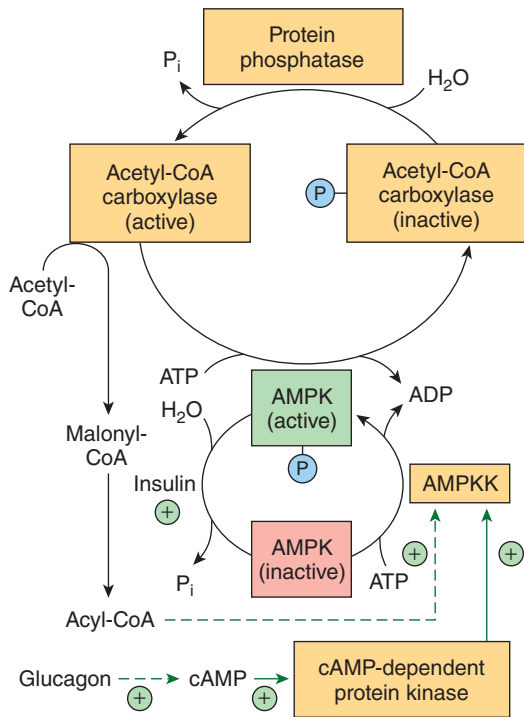 Protein
phosphatase
Pi
H2O
Acetyl-CoA
carboxylase
(active)
P
Acetyl-CoA
carboxylase
(inactive)
Acetyl-
CoA
ATP
ADP
H2O
AMPK
(active)
P
Malonyl-
CoA
Insulin
+
AMPKK
AMPK
(inactive)
Pi
ATP
+
+
Acyl-CoA
Glucagon
+
cAMP
+
cAMP-dependent
protein kinase